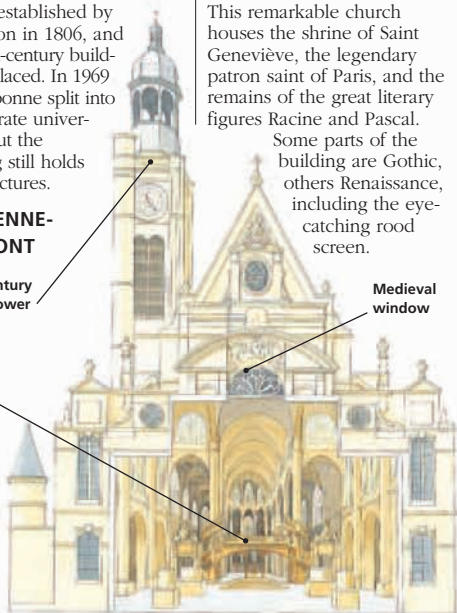 established by
on in 1806, and
-century build-
laced. In 1969
bonne split into
rate univer-
ut the
g still holds
ctures.
ENNE-
ONT
ntury
ower
This remarkable church
houses the shrine of Saint
Geneviève, the legendary
patron saint of Paris, and the
remains of the great literary
figures Racine and Pascal.
Some parts of the
building are Gothic,
others Renaissance,
including the eye-
catching rood
screen.
Medieval
window